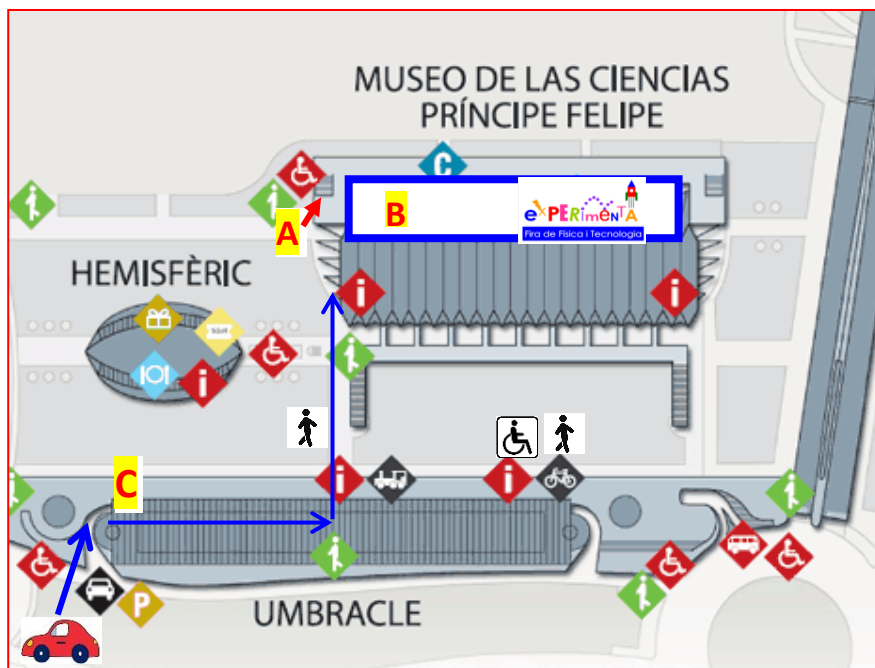 MUSEO DE LAS CIENCIAS
PRÍNCIPE FELIPE
C
B
eXPERimENTA
Fira de Física i Tecnologia
A
i
i
HEMISFÈRIC
i
C
i
i
P
UMBRACLE